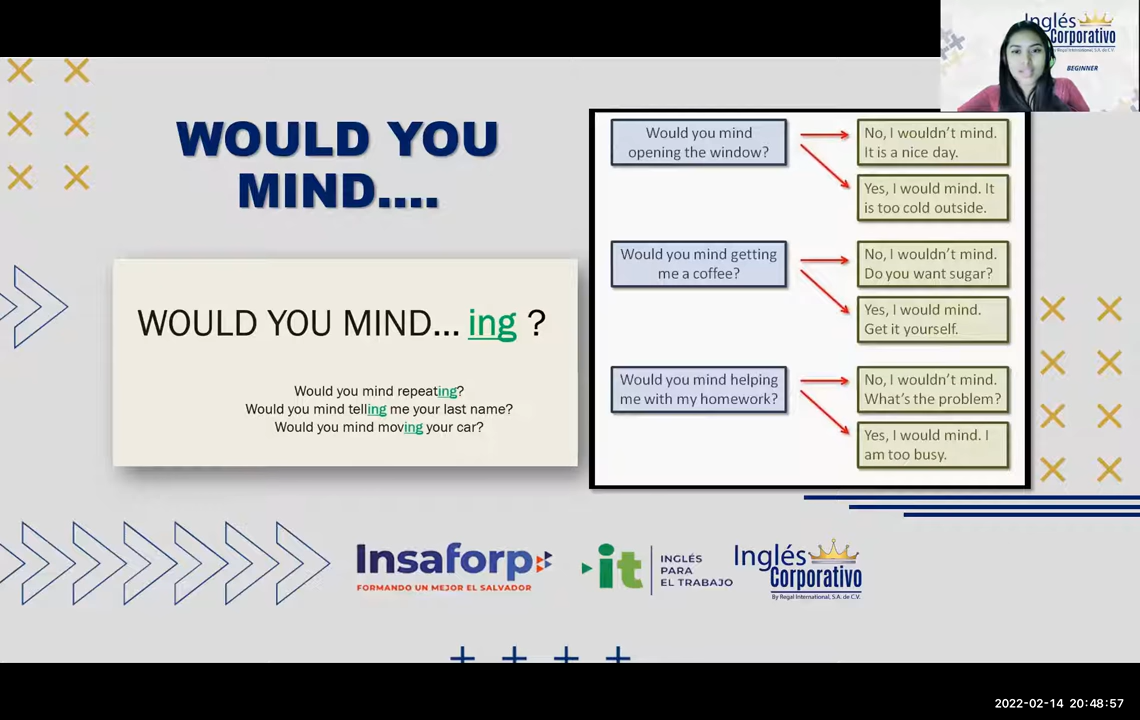 Inglés
Corporativo
By Regal International, S.A. de C.V.
BEGINNER
WOULD YOU
MIND....
WOULD YOU MIND... ing ?
Would you mind repeating?
Would you mind telling me your last name?
Would you mind moving your car?
Would you mind
opening the window?
No, I wouldn't mind.
It is a nice day.
Yes, I would mind. It
is too cold outside.
Would you mind getting
me a coffee?
No, I wouldn't mind.
Do you want sugar?
Yes, I would mind.
Get it yourself.
Would you mind helping
me with my homework?
No, I wouldn't mind.
What's the problem?
Yes, I would mind. I
am too busy.
Insaforp
FORMANDO UN MEJOR EL SALVADOR
it
INGLÉS
PARA
EL TRABAJO
Inglés
Corporativo
By Regal International, S.A. de C.V.
2022-02-14 20:48:57